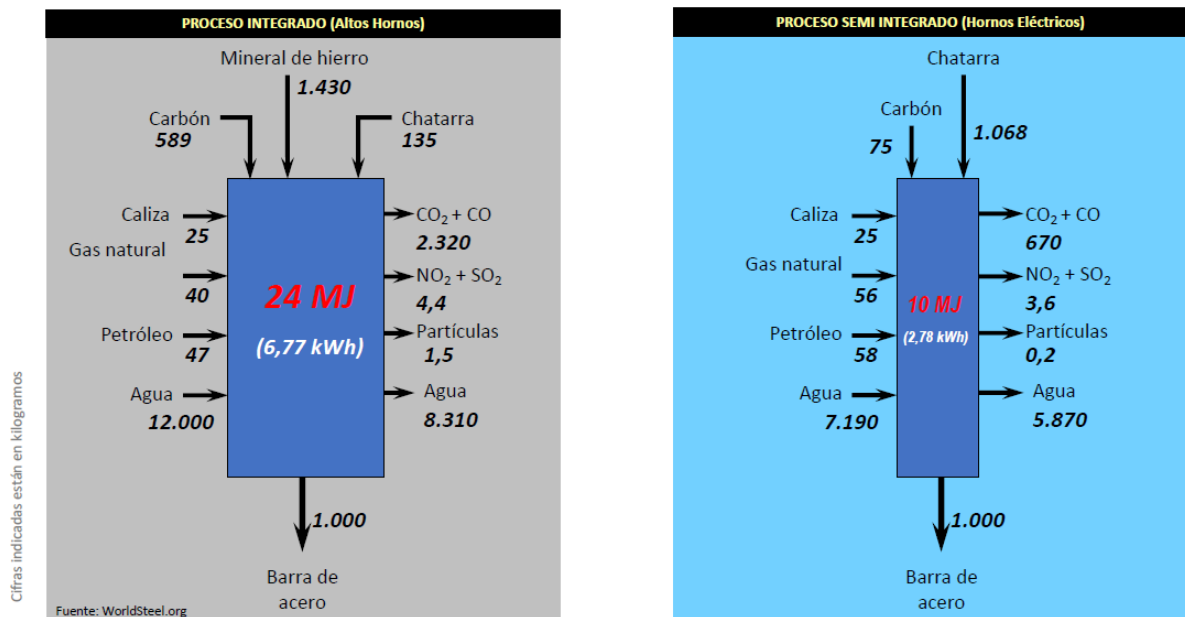 PROCESO INTEGRADO (Altos Hornos)
Mineral de hierro
1.430
Carbón
589
Chatarra
135
Caliza
25
Gas natural
40
Petróleo
47
Agua
12.000
24 MJ
(6,77 kWh)
CO₂ + CO
2.320
NO₂ + SO₂
4,4
Partículas
1,5
Agua
8.310
1.000
Barra de
acero
Fuente: WorldSteel.org
Cifras indicadas están en kilogramos
PROCESO SEMI INTEGRADO (Hornos Eléctricos)
Chatarra
1.068
Carbón
75
Caliza
25
Gas natural
56
Petróleo
58
Agua
7.190
10 MJ
(2,78 kWh)
CO₂ + CO
670
NO₂ + SO₂
3,6
Partículas
0,2
Agua
5.870
1.000
Barra de
acero